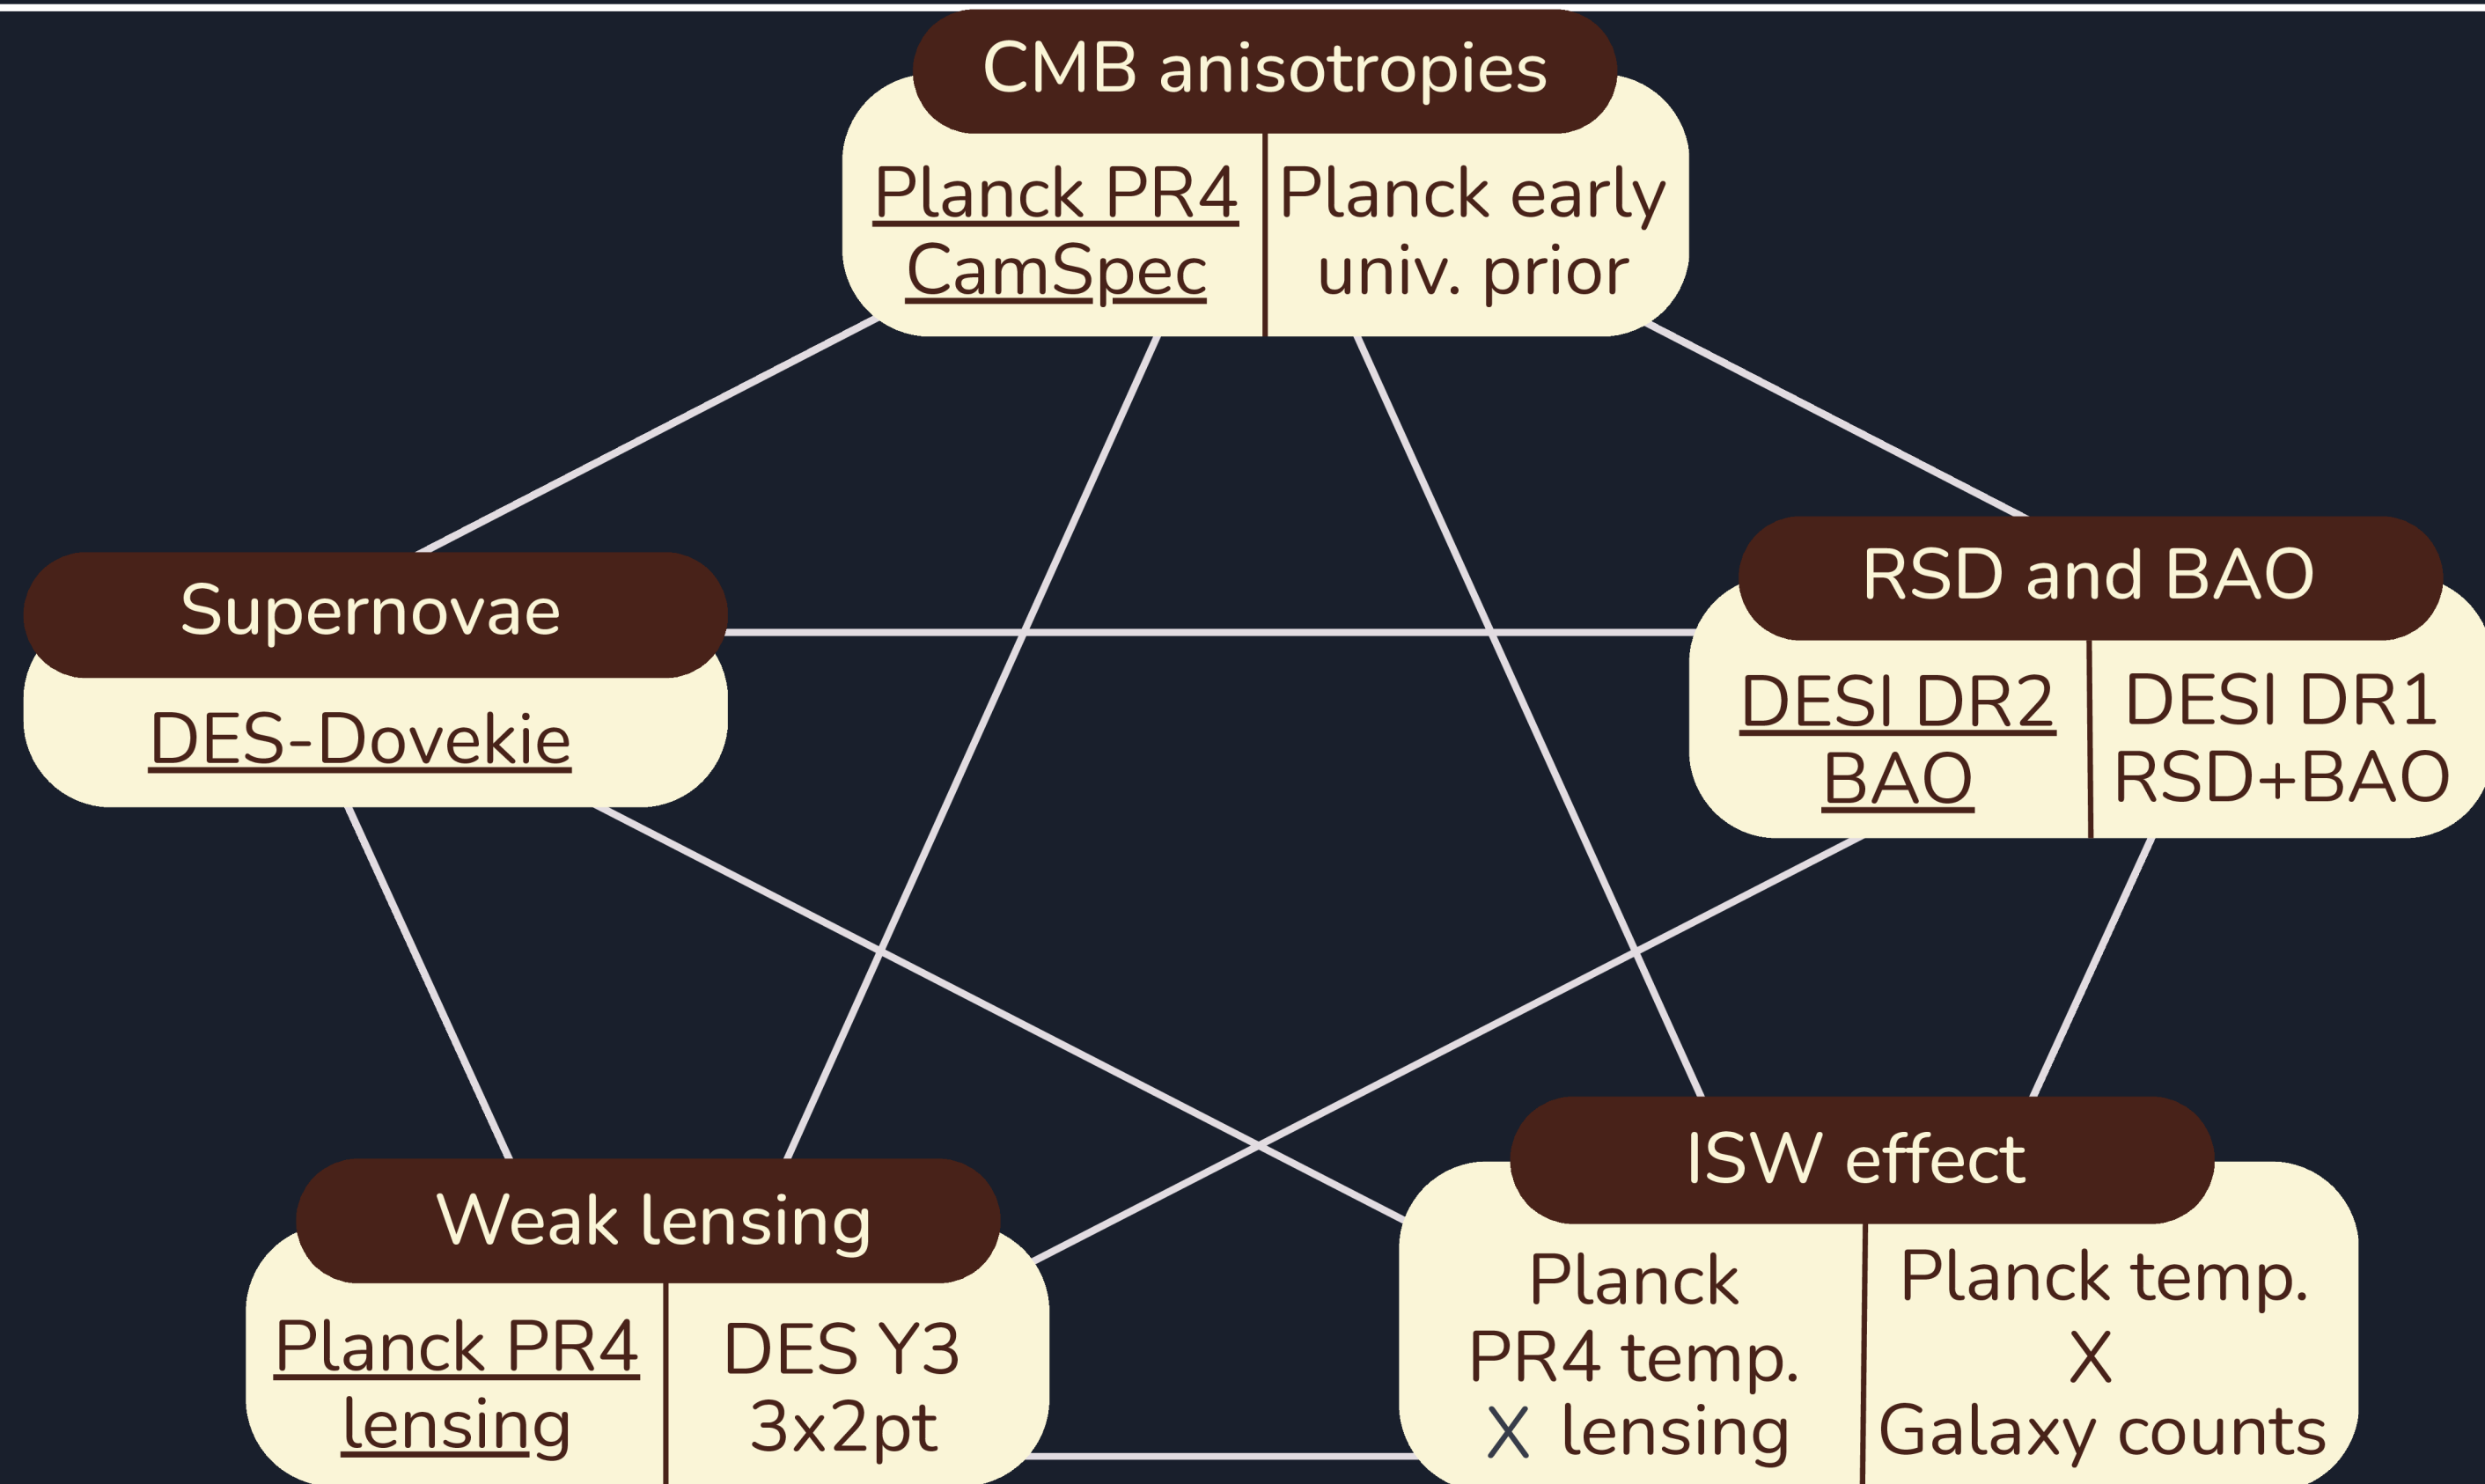 CMB anisotropies
Planck PR4
CamSpec
Planck early
univ. prior
Supernovae
DES-Dovekie
RSD and BAO
DESI DR2
BAO
DESI DR1
RSD+BAO
Weak lensing
Planck PR4
lensing
DES Y3
3x2pt
ISW effect
Planck
PR4 temp.
X lensing
Planck temp.
X
Galaxy counts